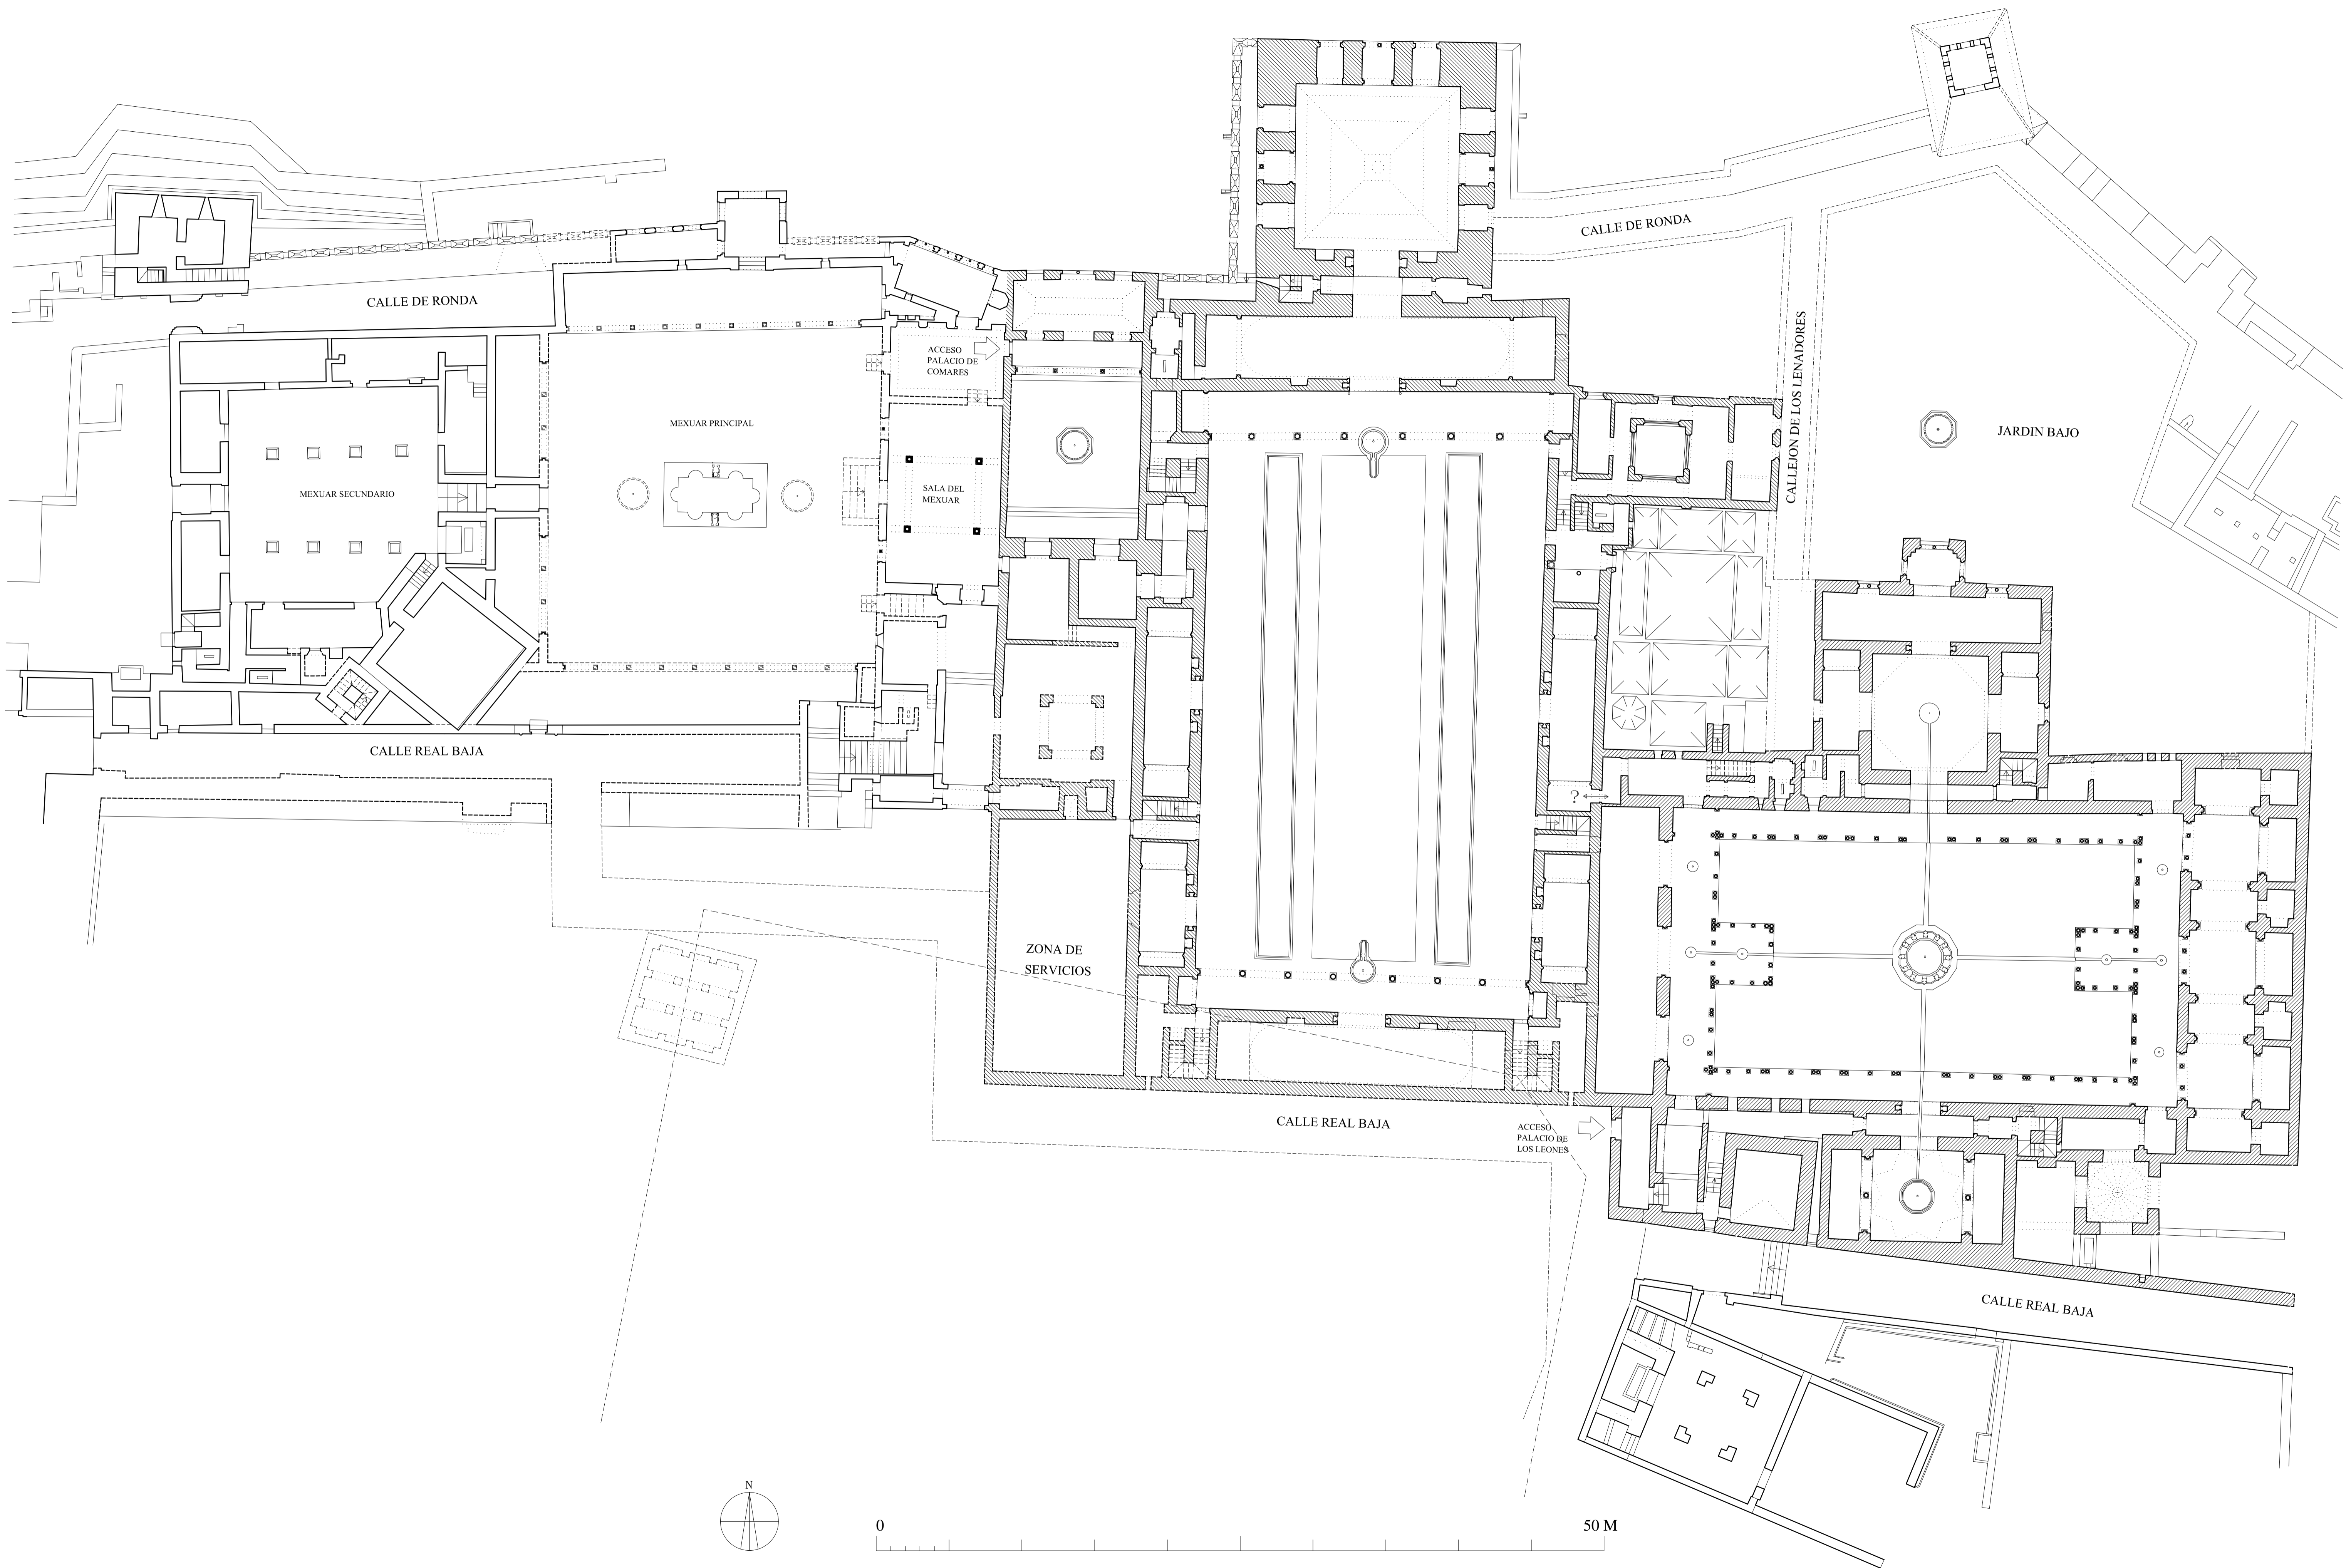 CALLE DE RONDA
CALLE DE RONDA
ACCESO
PALACIO DE
COMARES
CALLEJON DE LOS LENADORES
MEXUAR PRINCIPAL
JARDIN BAJO
MEXUAR SECUNDARIO
SALA DEL
MEXUAR
CALLE REAL BAJA
?
ZONA DE
SERVICIOS
CALLE REAL BAJA
ACCESO
PALACIO DE
LOS LEONES
CALLE REAL BAJA
N
0
50 M